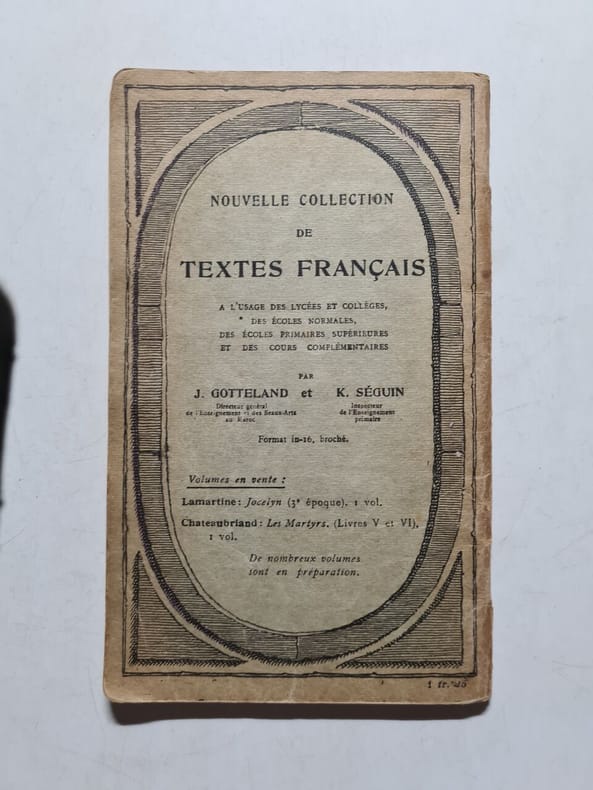 NOUVELLE COLLECTION
DE
TEXTES FRANÇAIS
A L'USAGE DES LYCÉES ET COLLÈGES,
DES ÉCOLES NORMALES,
DES ÉCOLES PRIMAIRES SUPÉRIEURES
ET DES COURS COMPLÉMENTAIRES
PAR
J. GOTTELAND et K. SÉGUIN
Directeur général Inspecteur
de l'Enseignement et des Beaux-Arts de l'Enseignement
au Maroc primaire
Format in-16, broché.
Volumes en vente :
Lamartine : Jocelyn (3e époque). 1 vol.
Chateaubriand : Les Martyrs. (Livres V et VI),
1 vol.
De nombreux volumes
sont en préparation.
1 fr.